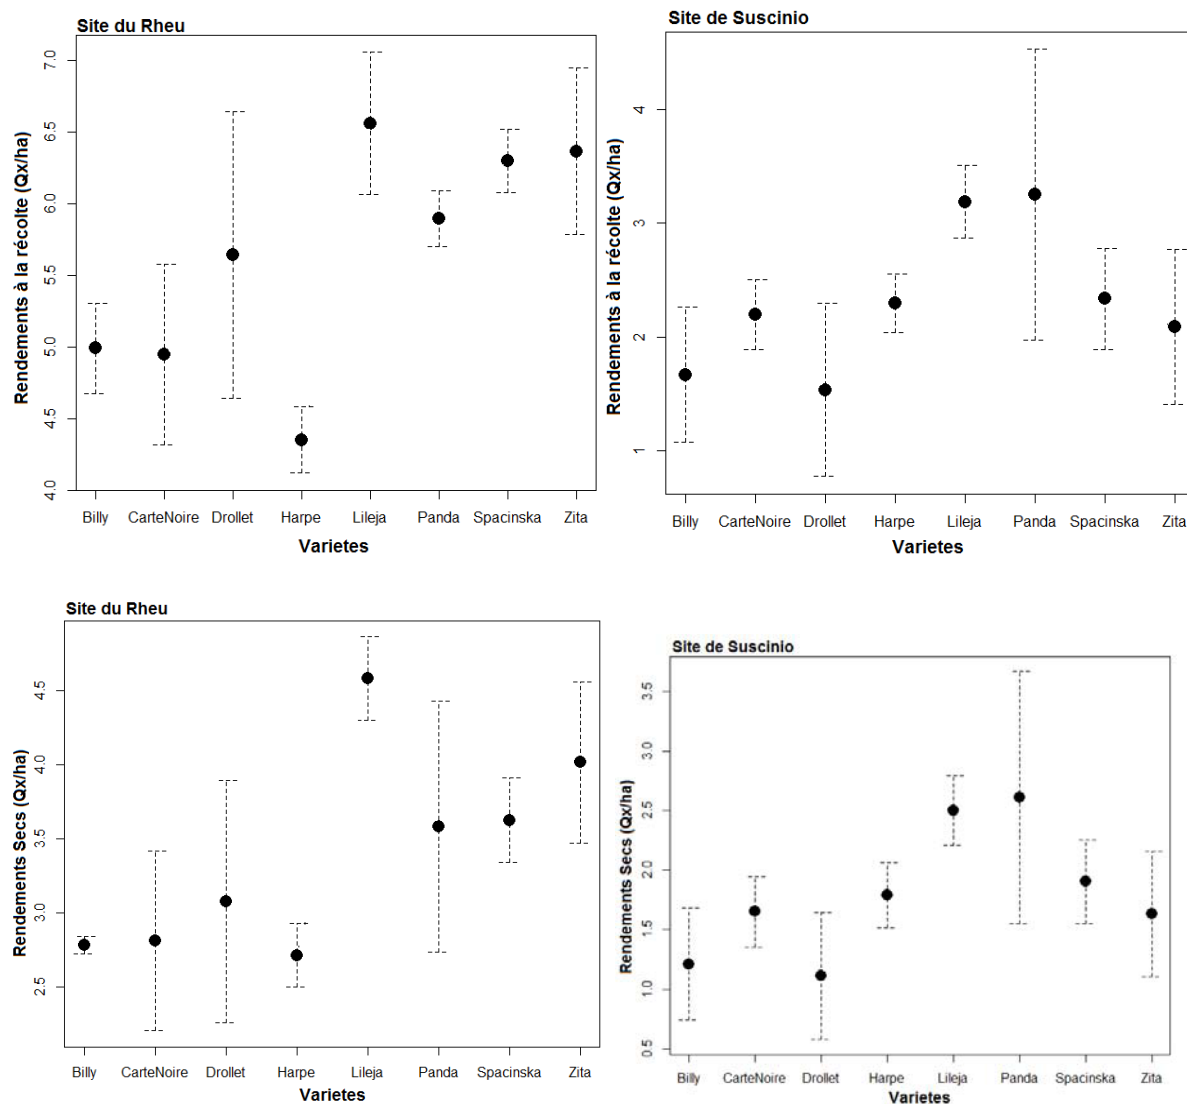 Site du Rheu
Rendements à la récolte (Qx/ha)
7.0
6.5
6.0
5.5
5.0
4.5
4.0
Billy CarteNoire Drollet Harpe Lileja Panda Spacinska Zita
Varietes
Site de Suscinio
Rendements à la récolte (Qx/ha)
4
3
2
1
Billy CarteNoire Drollet Harpe Lileja Panda Spacinska Zita
Varietes
Site du Rheu
Rendements Secs (Qx/ha)
4.5
4.0
3.5
3.0
2.5
Billy CarteNoire Drollet Harpe Lileja Panda Spacinska Zita
Varietes
Site de Suscinio
Rendements Secs (Qx/ha)
3.5
3.0
2.5
2.0
1.5
1.0
0.5
Billy CarteNoire Drollet Harpe Lileja Panda Spacinska Zita
Varietes